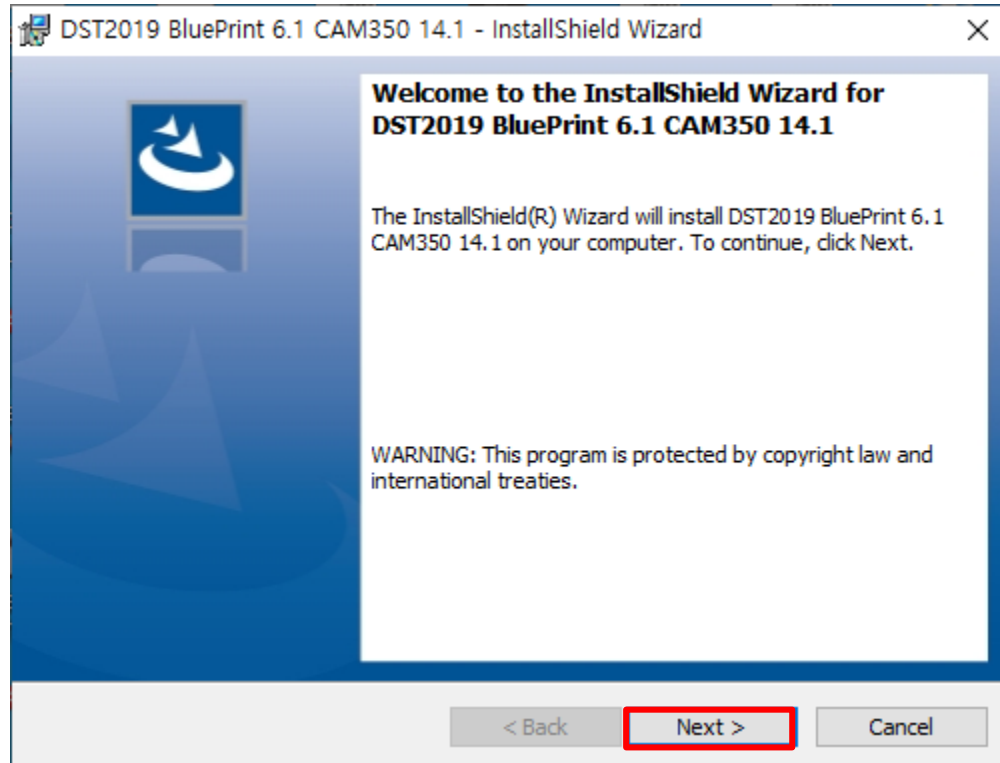 DST2019 BluePrint 6.1 CAM350 14.1 - InstallShield Wizard
Welcome to the InstallShield Wizard for
DST2019 BluePrint 6.1 CAM350 14.1
The InstallShield(R) Wizard will install DST2019 BluePrint 6.1
CAM350 14.1 on your computer. To continue, click Next.
WARNING: This program is protected by copyright law and
international treaties.
< Back
Next >
Cancel